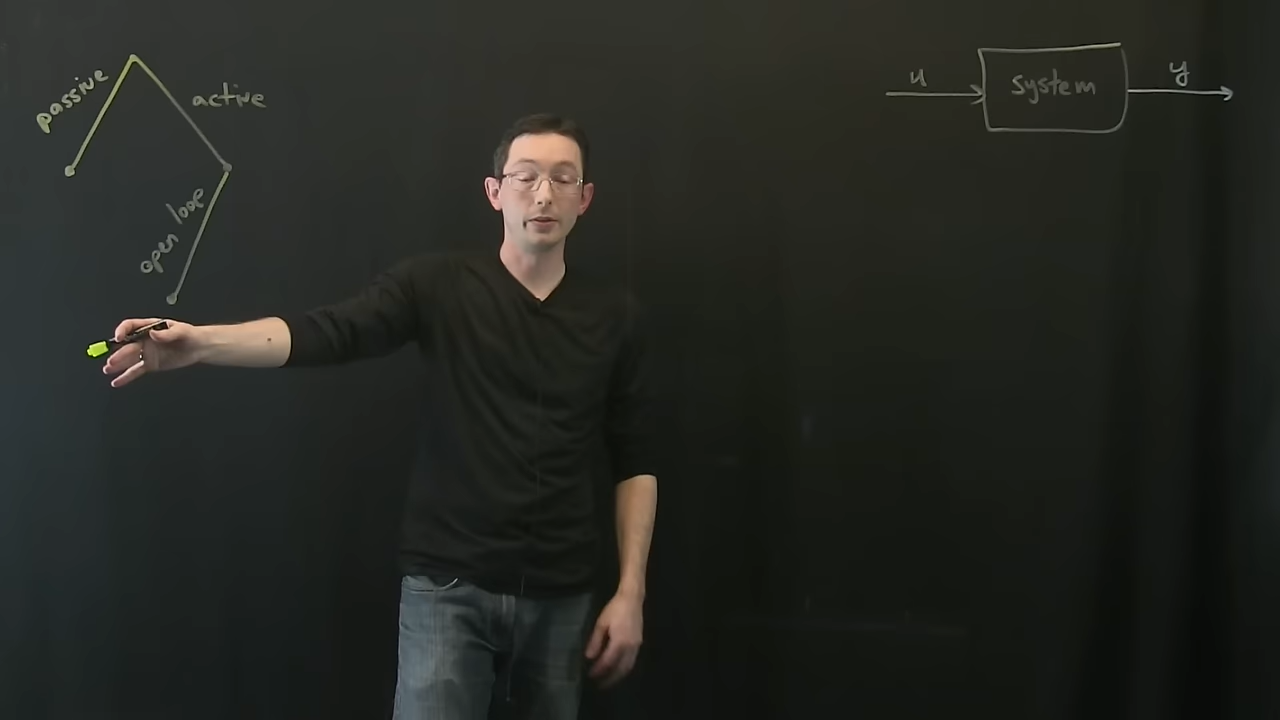 passive
active
open loop
u
system
y